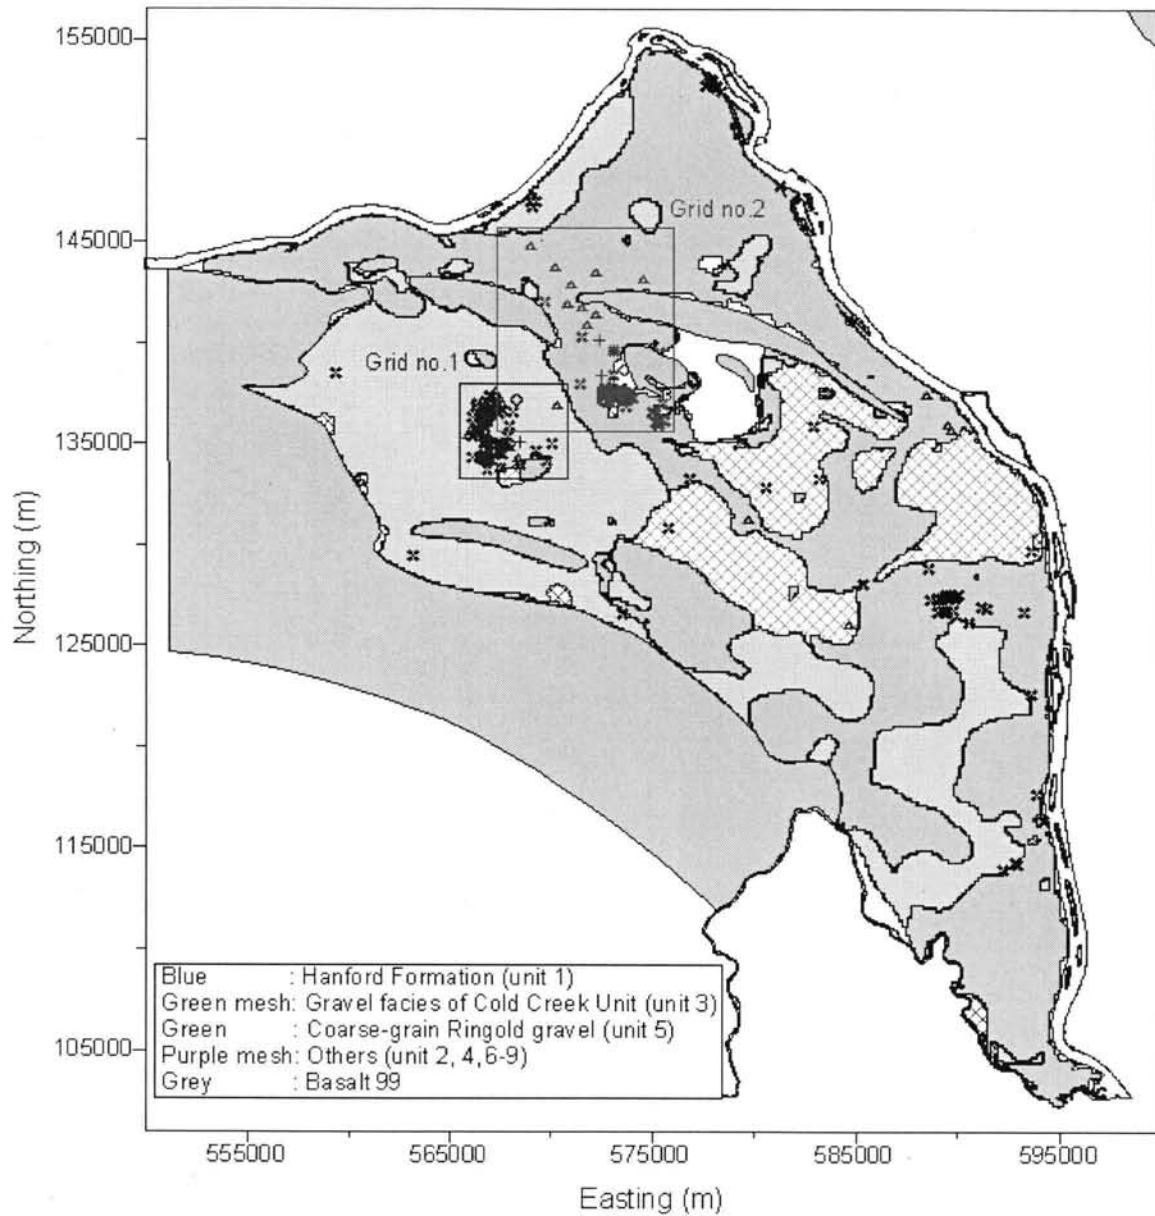 155000
Grid no.2
145000
Grid no.1
135000
Northing (m)
125000
115000
Blue : Hanford Formation (unit 1)
Green mesh: Gravel facies of Cold Creek Unit (unit 3)
Green : Coarse-grain Ringold gravel (unit 5)
Purple mesh: Others (unit 2, 4,6-9)
Grey : Basalt 99
105000
555000 565000 575000 585000 595000
Easting (m)